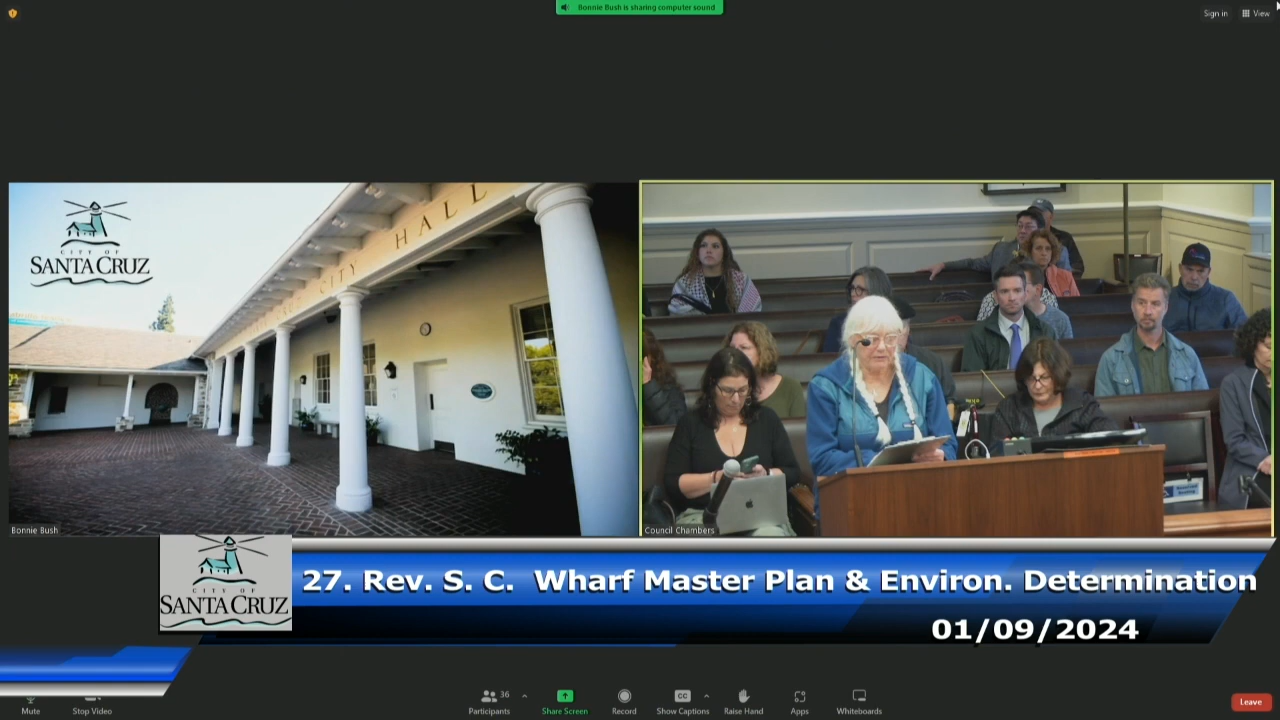 Bonnie Bush is sharing computer sound
Sign in
View
CITY OF
SANTA CRUZ
CITY HALL
Bonnie Bush
Council Chambers
CITY OF
SANTA CRUZ
27. Rev. S. C. Wharf Master Plan & Environ. Determination
01/09/2024
Mute
Stop Video
Participants
36
Share Screen
Record
CC
Show Captions
Raise Hand
Apps
Whiteboards
Leave